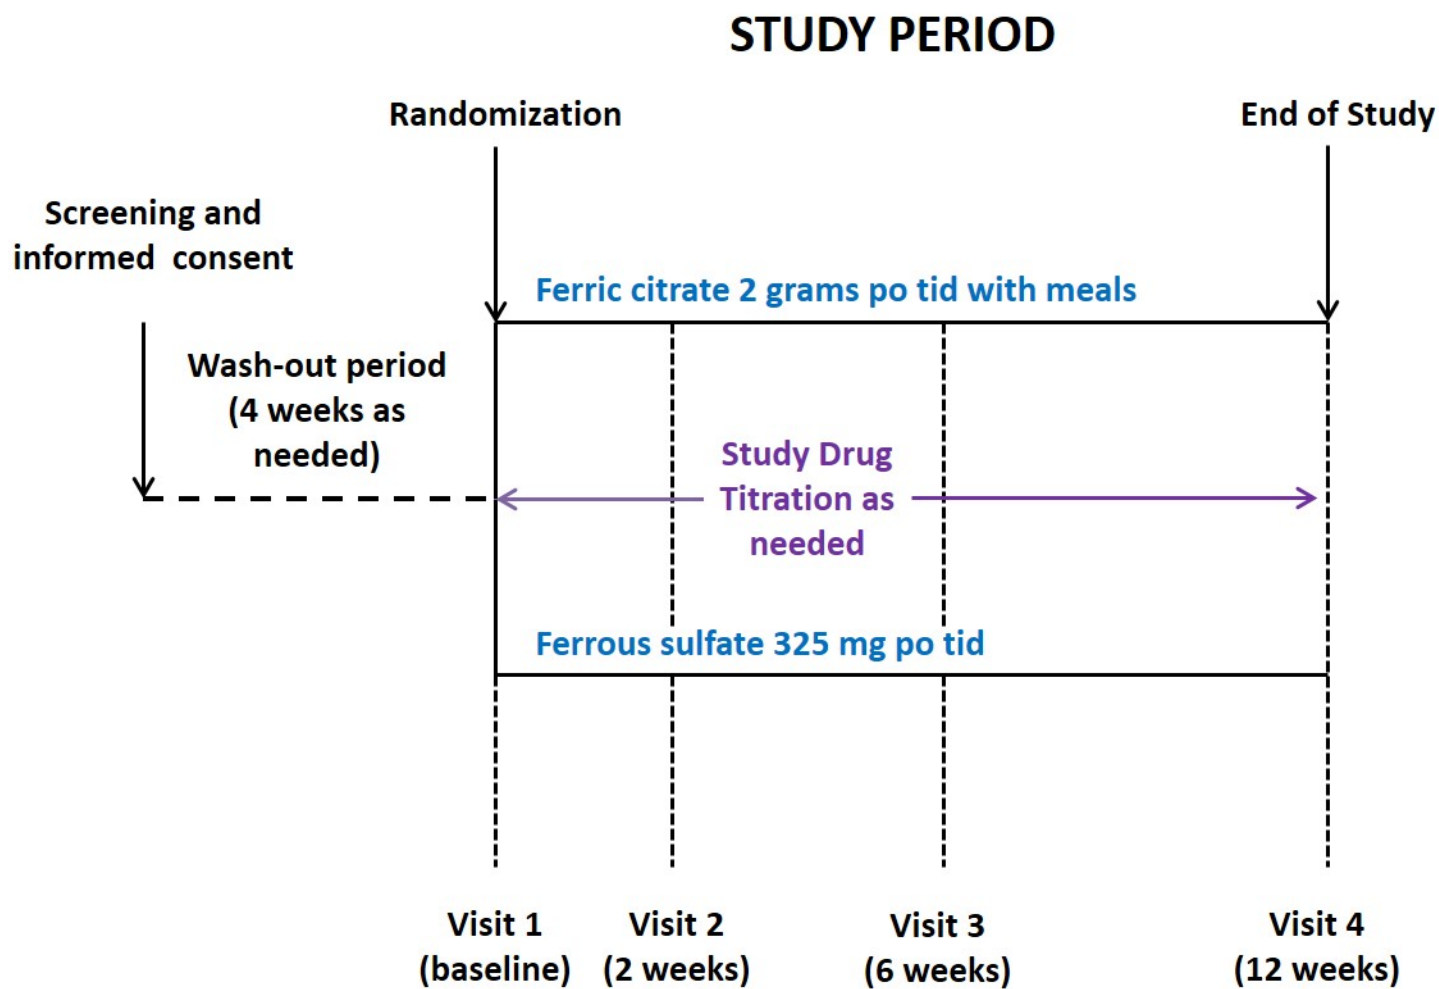 STUDY PERIOD
Randomization
End of Study
Screening and
informed consent
Ferric citrate 2 grams po tid with meals
Wash-out period
(4 weeks as
needed)
Study Drug
Titration as
needed
Ferrous sulfate 325 mg po tid
Visit 1
(baseline)
Visit 2
(2 weeks)
Visit 3
(6 weeks)
Visit 4
(12 weeks)